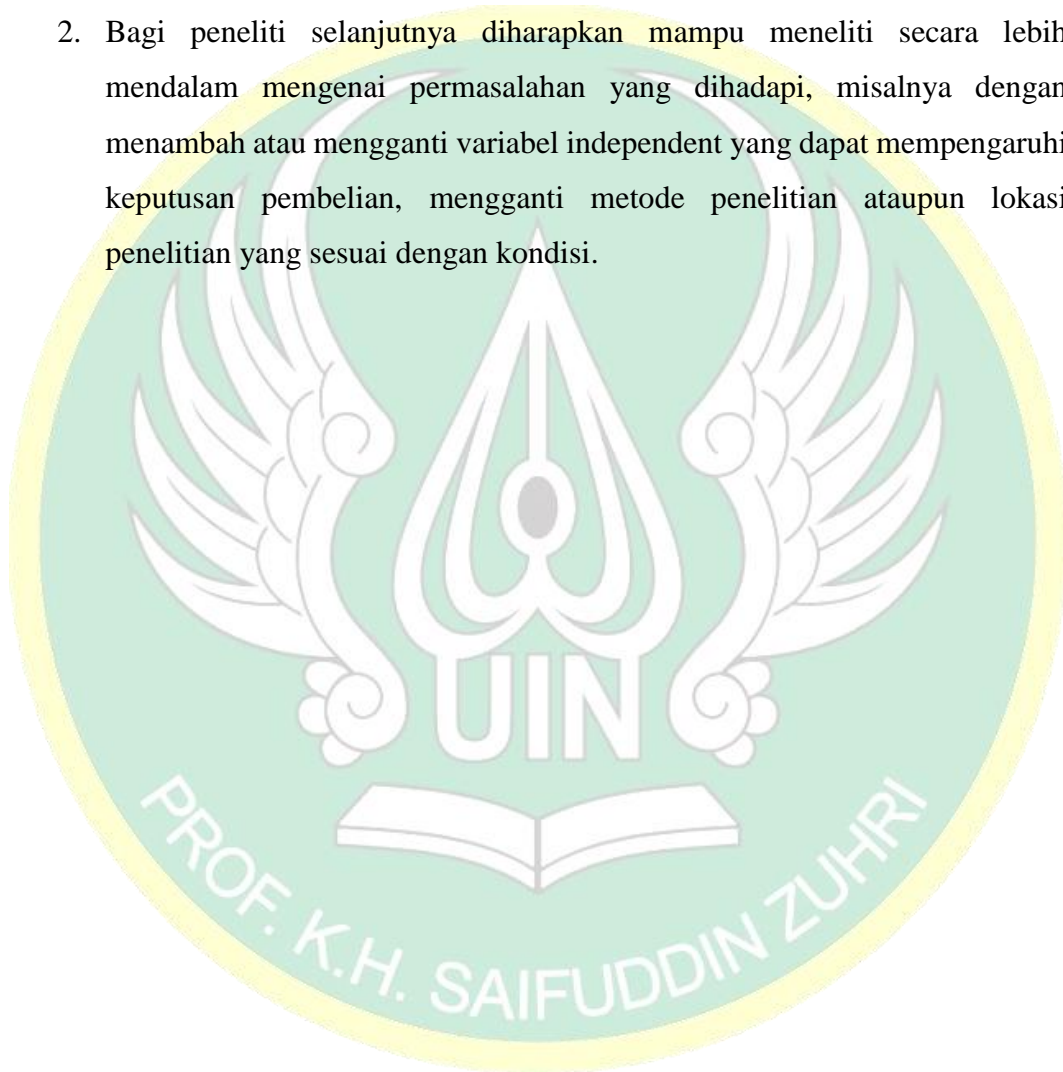 2. Bagi peneliti selanjutnya diharapkan mampu meneliti secara lebih
mendalam mengenai permasalahan yang dihadapi, misalnya dengan
menambah atau mengganti variabel independent yang dapat mempengaruhi
keputusan pembelian, mengganti metode penelitian ataupun lokasi
penelitian yang sesuai dengan kondisi.
UIN
PROF. K.H. SAIFUDDIN ZUHRI